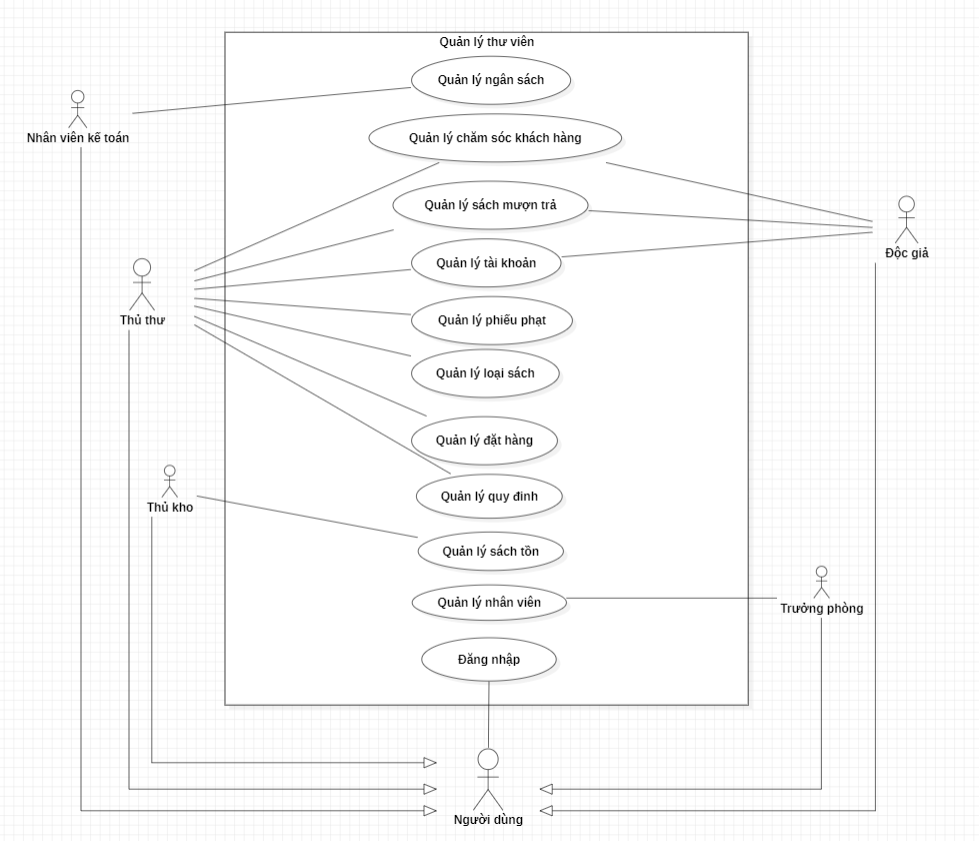 Quản lý thư viên
Quản lý ngân sách
Nhân viên kế toán
Quản lý chăm sóc khách hàng
Quản lý sách mượn trả
Độc giả
Quản lý tài khoản
Thủ thư
Quản lý phiếu phạt
Quản lý loại sách
Quản lý đặt hàng
Quản lý quy đinh
Thủ kho
Quản lý sách tồn
Quản lý nhân viên
Trưởng phòng
Đăng nhập
Người dùng